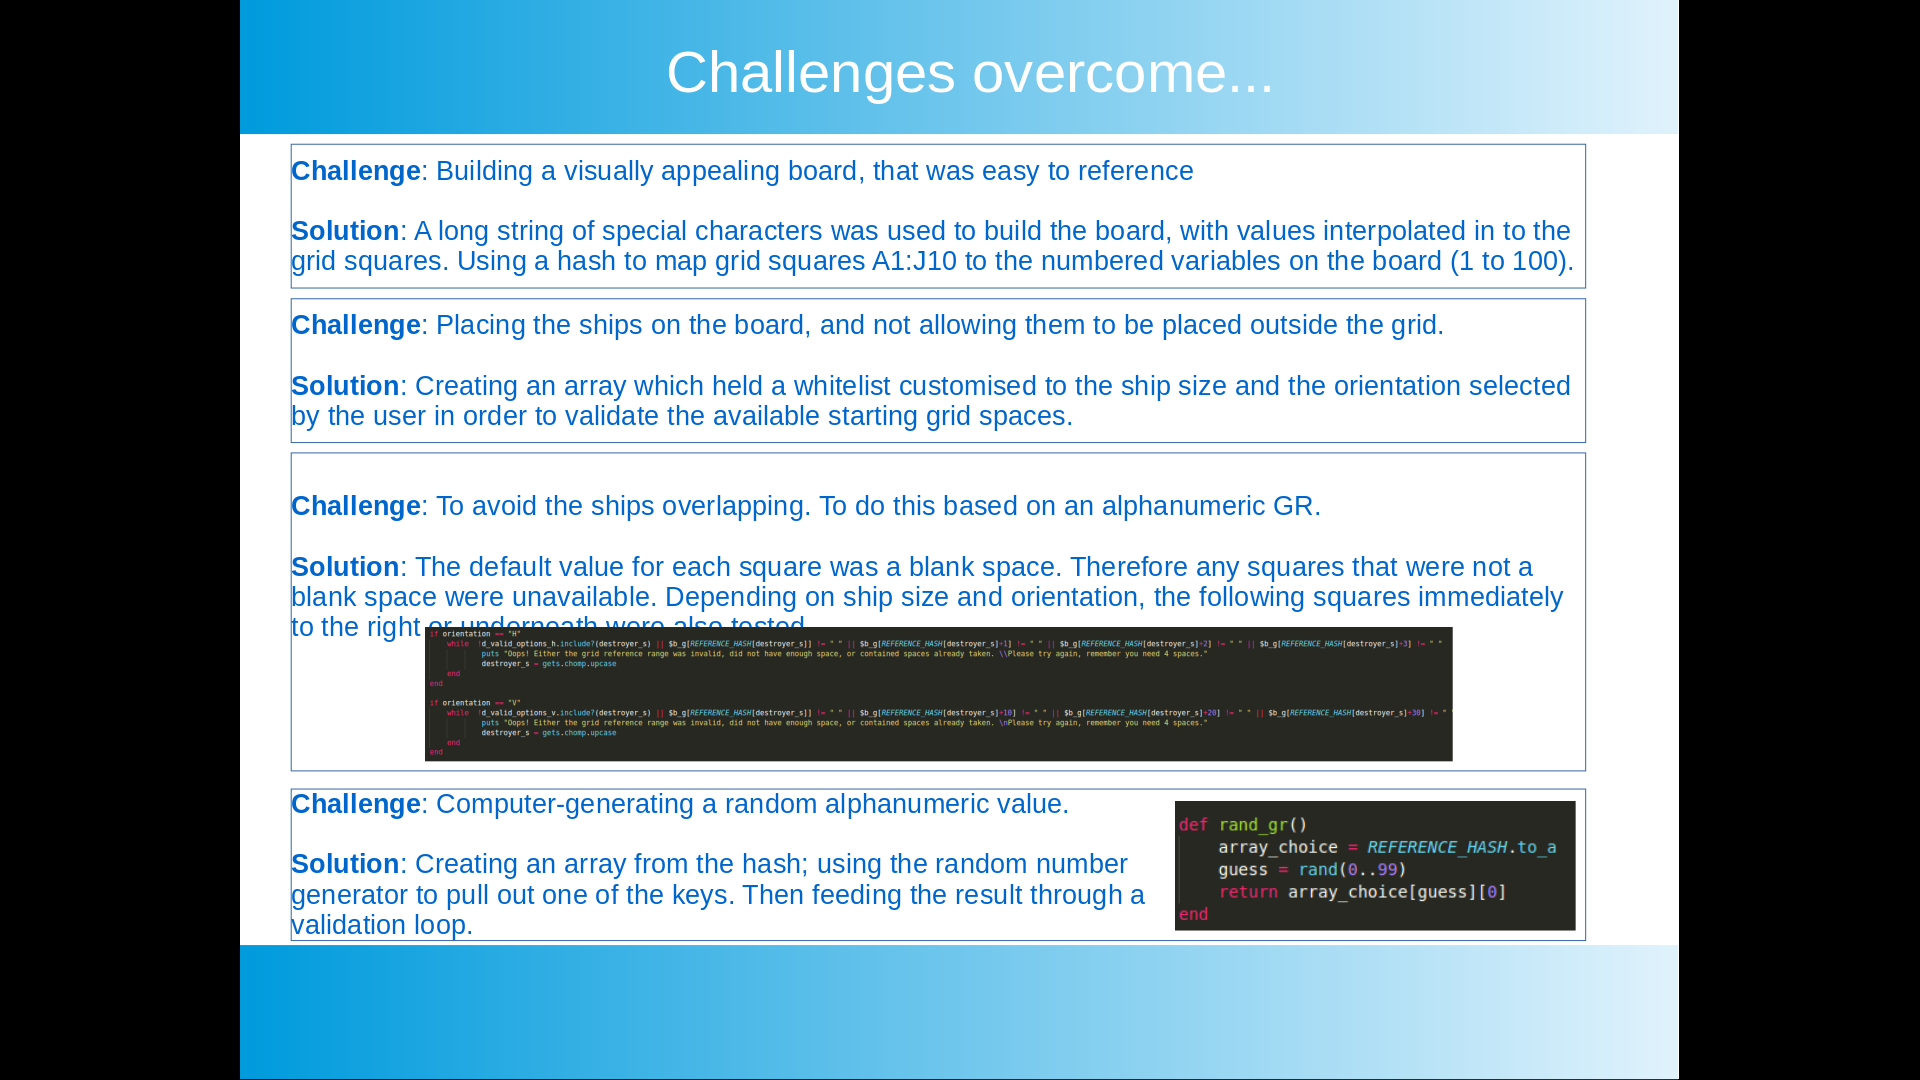 Challenges overcome...
Challenge: Building a visually appealing board, that was easy to reference
Solution: A long string of special characters was used to build the board, with values interpolated in to the
grid squares. Using a hash to map grid squares A1:J10 to the numbered variables on the board (1 to 100).
Challenge: Placing the ships on the board, and not allowing them to be placed outside the grid.
Solution: Creating an array which held a whitelist customised to the ship size and the orientation selected
by the user in order to validate the available starting grid spaces.
Challenge: To avoid the ships overlapping. To do this based on an alphanumeric GR.
Solution: The default value for each square was a blank space. Therefore any squares that were not a
blank space were unavailable. Depending on ship size and orientation, the following squares immediately
to the right or underneath were also tested
if orientation == "H"
while !d_valid_options_h.include?(destroyer_s) || $b_g[REFERENCE_HASH[destroyer_s]] != " " || $b_g[REFERENCE_HASH[destroyer_s]+1] != " " || $b_g[REFERENCE_HASH[destroyer_s]+2] != " " || $b_g[REFERENCE_HASH[destroyer_s]+3] != " "
puts "Oops! Either the grid reference range was invalid, did not have enough space, or contained spaces already taken. \\Please try again, remember you need 4 spaces."
destroyer_s = gets.chomp.upcase
end
end
if orientation == "V"
while !d_valid_options_v.include?(destroyer_s) || $b_g[REFERENCE_HASH[destroyer_s]] != " " || $b_g[REFERENCE_HASH[destroyer_s]+10] != " " || $b_g[REFERENCE_HASH[destroyer_s]+20] != " " || $b_g[REFERENCE_HASH[destroyer_s]+30] != " "
puts "Oops! Either the grid reference range was invalid, did not have enough space, or contained spaces already taken. \nPlease try again, remember you need 4 spaces."
destroyer_s = gets.chomp.upcase
end
end
Challenge: Computer-generating a random alphanumeric value.
Solution: Creating an array from the hash; using the random number
generator to pull out one of the keys. Then feeding the result through a
validation loop.
def rand_gr()
array_choice = REFERENCE_HASH.to_a
guess = rand(0..99)
return array_choice[guess][0]
end